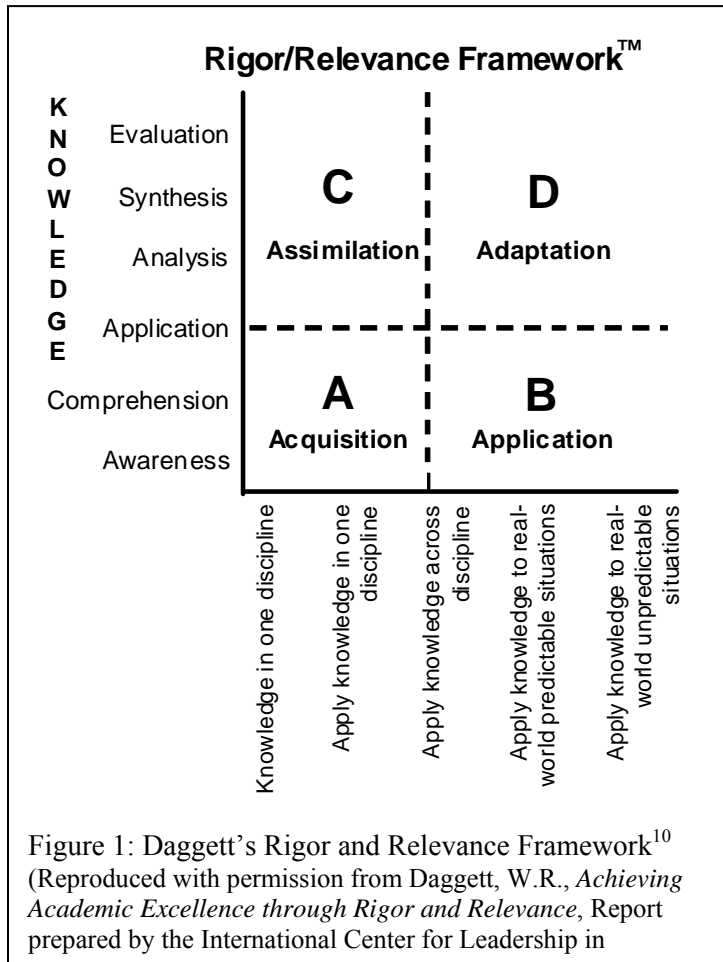 Rigor/Relevance Framework™
KNOWLEDGE
Evaluation
Synthesis
Analysis
Application
Comprehension
Awareness
C
Assimilation
D
Adaptation
A
Acquisition
B
Application
Knowledge in one discipline
Apply knowledge in one
discipline
Apply knowledge across
discipline
Apply knowledge to real-
world predictable situations
Apply knowledge to real-
world unpredictable
situations
Figure 1: Daggett’s Rigor and Relevance Framework10
(Reproduced with permission from Daggett, W.R., Achieving
Academic Excellence through Rigor and Relevance, Report
prepared by the International Center for Leadership in